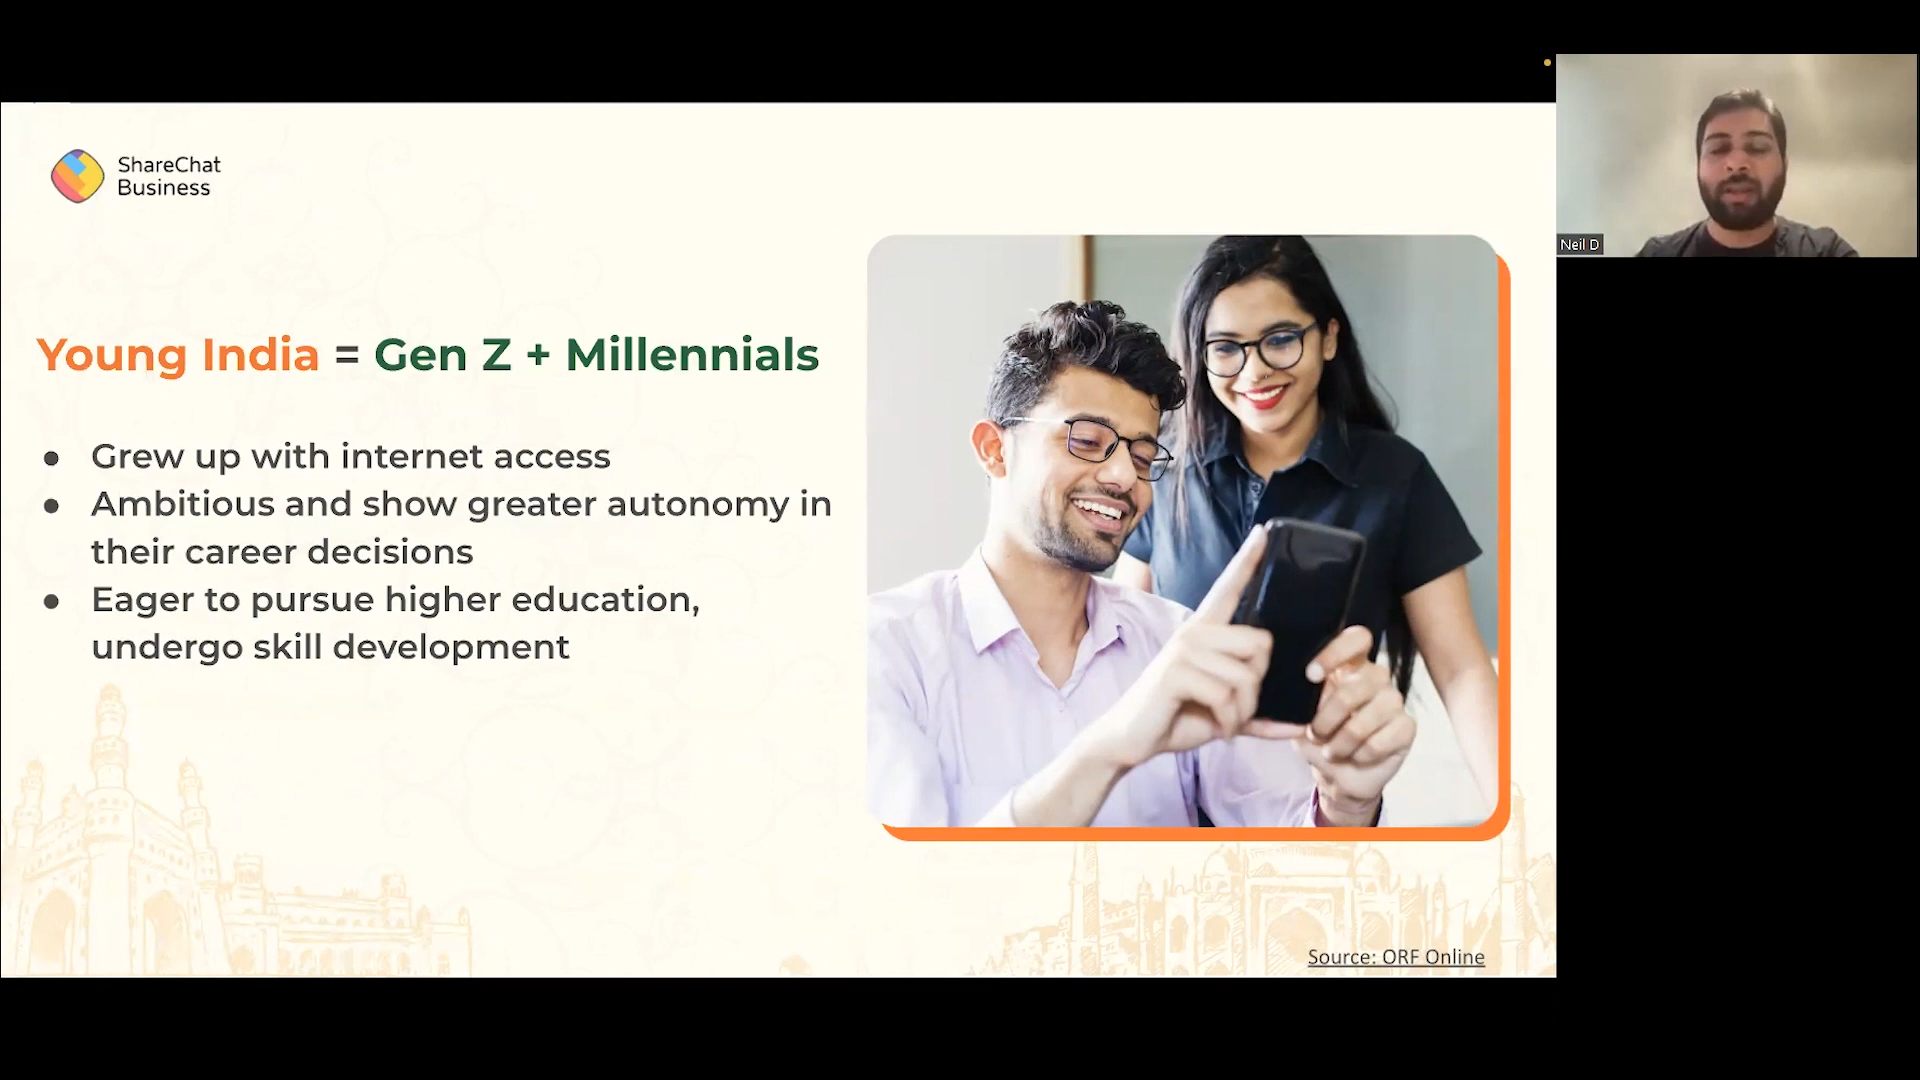 ShareChat
Business
Young India = Gen Z + Millennials
● Grew up with internet access
● Ambitious and show greater autonomy in
their career decisions
● Eager to pursue higher education,
undergo skill development
Source: ORF Online
Neil D